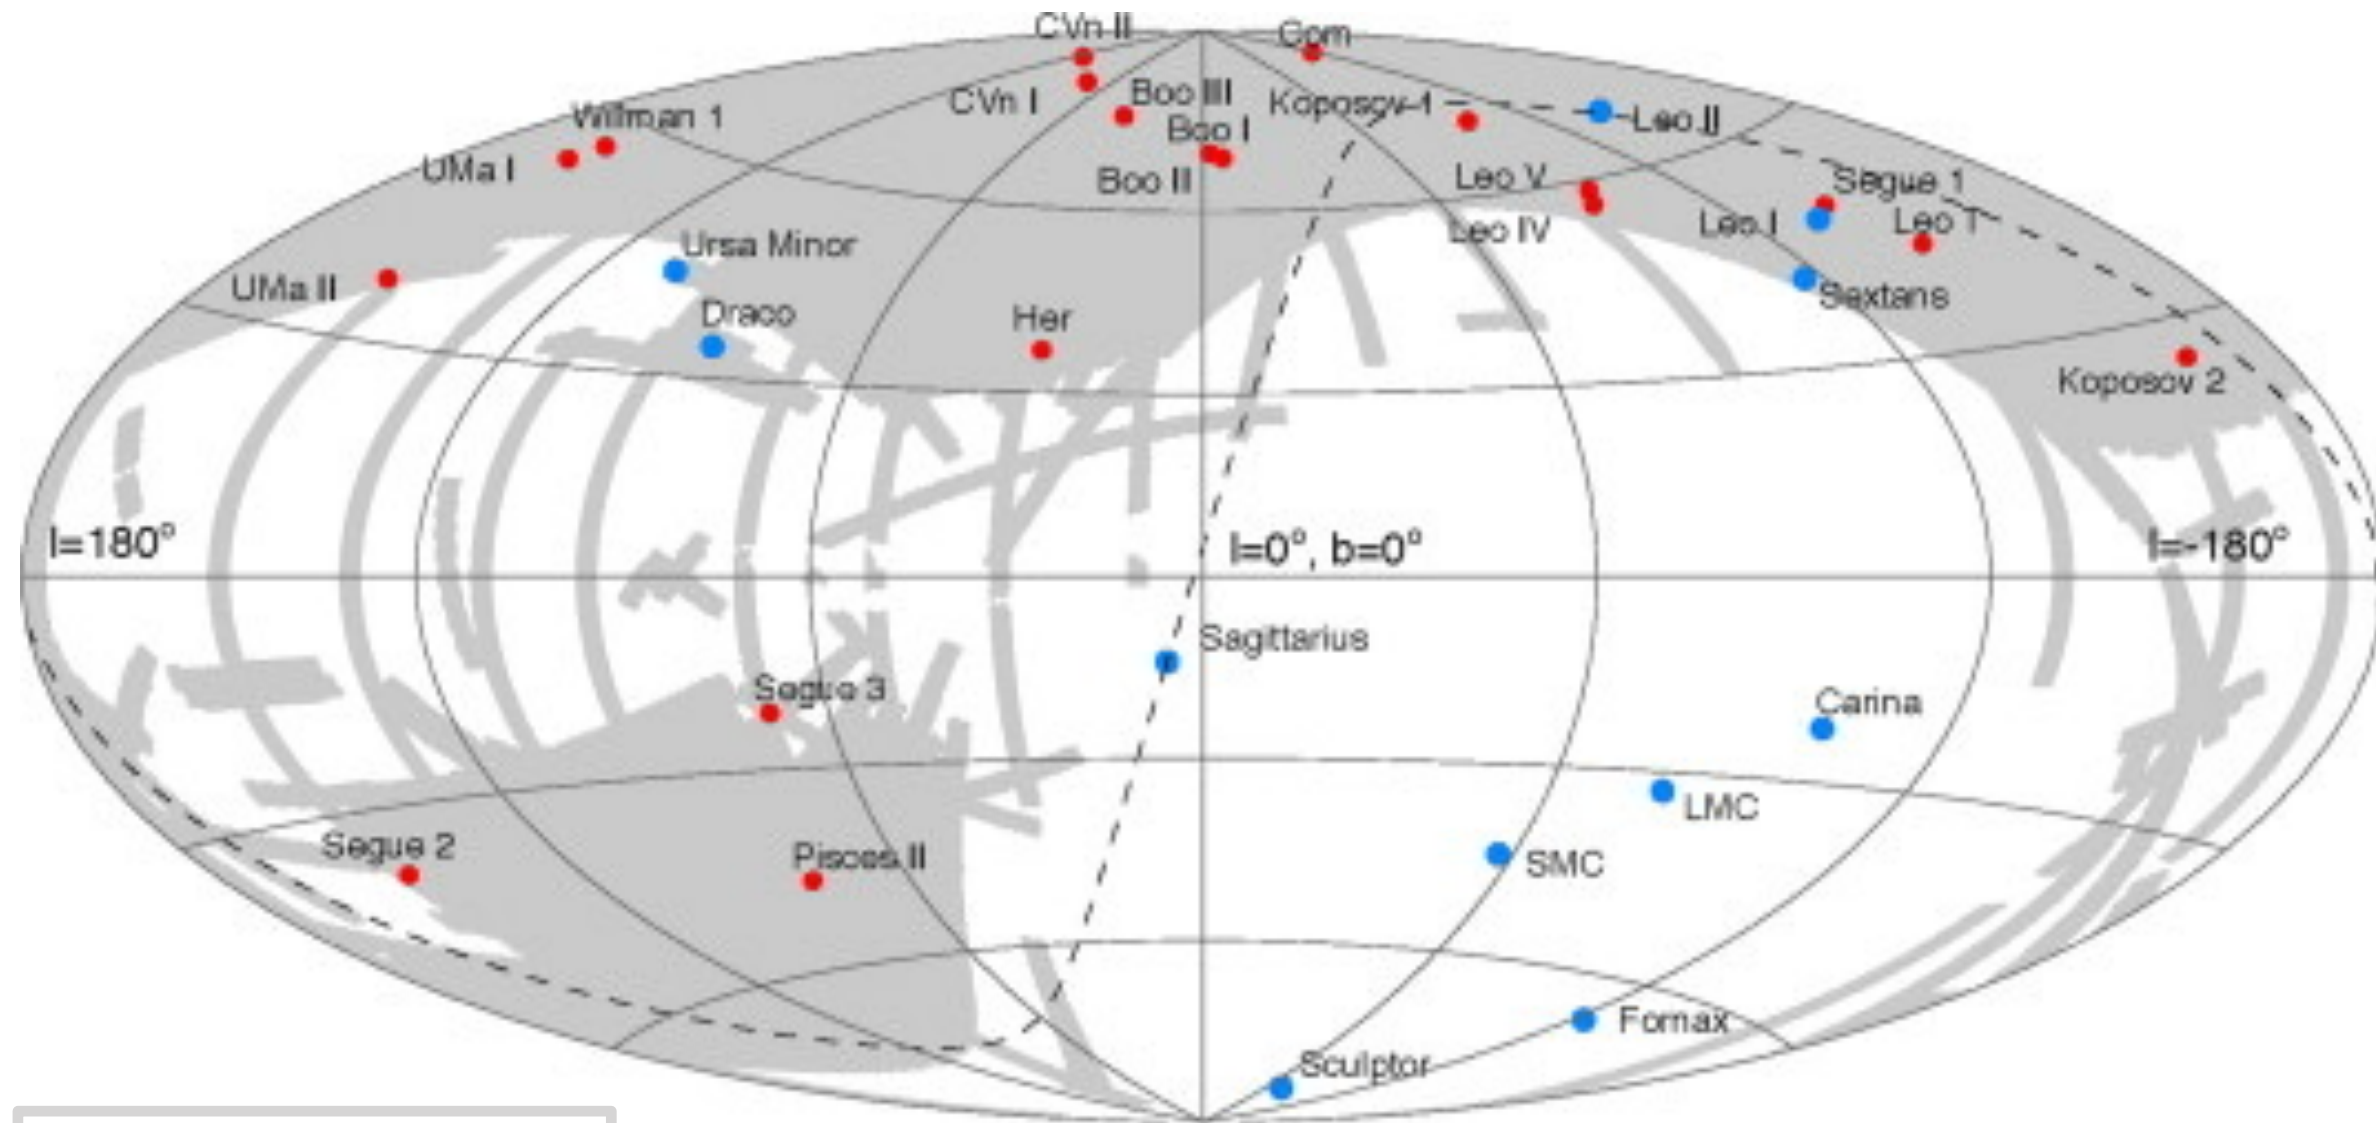 CVn II
Com
CVn I
Boo III
Koposov 1
Leo II
Willman 1
Boo I
UMa I
Boo II
Leo V
Segue 1
Leo I
Leo T
Leo IV
Ursa Minor
UMa II
Draco
Her
Sextans
Koposov 2
l=180°
l=0°, b=0°
l=-180°
Sagittarius
Segue 3
Carina
LMC
Segue 2
Pisces II
SMC
Fornax
Sculptor